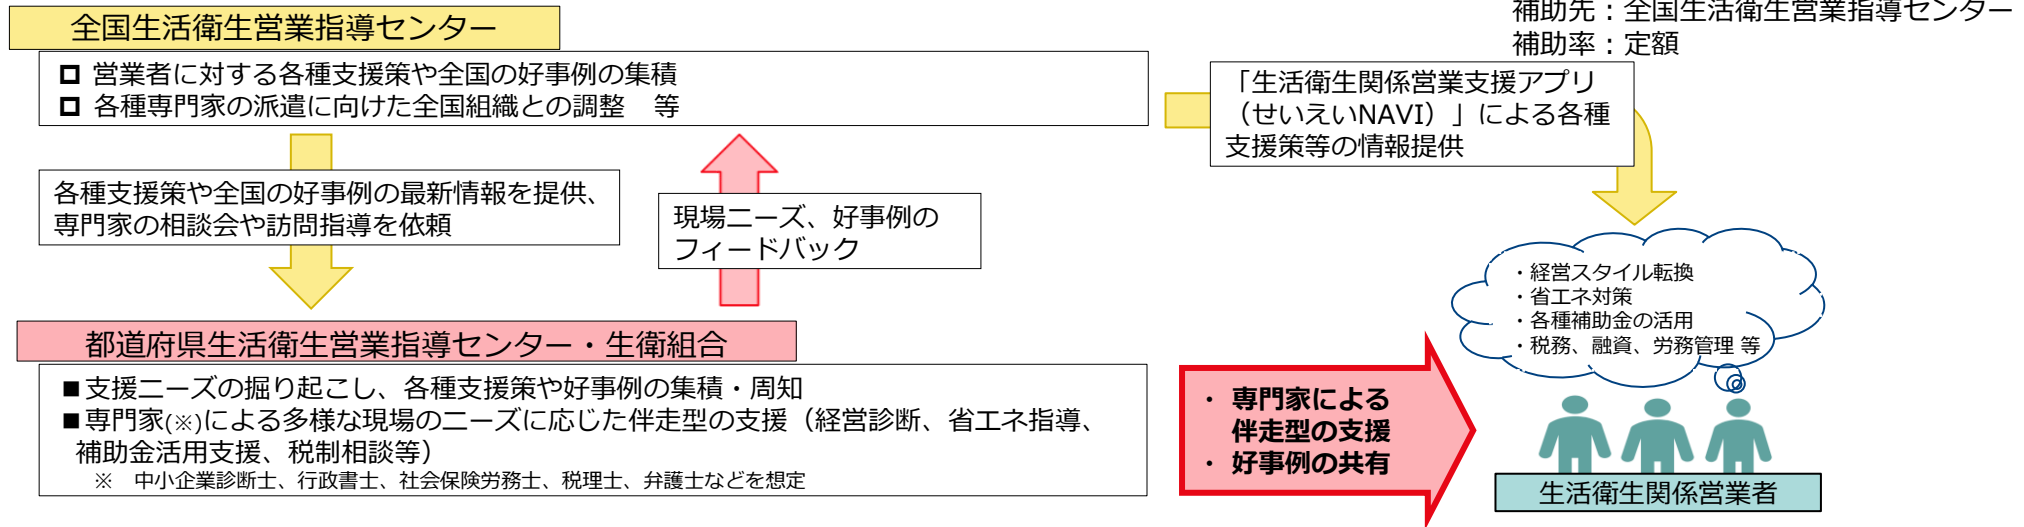 補助先：全国生活衛生営業指導センター
補助率：定額
全国生活衛生営業指導センター
営業者に対する各種支援策や全国の好事例の集積
各種専門家の派遣に向けた全国組織との調整　等
「生活衛生関係営業支援アプリ
（せいえいNAVI）」による各種
支援策等の情報提供
各種支援策や全国の好事例の最新情報を提供、
専門家の相談会や訪問指導を依頼
現場ニーズ、好事例の
フィードバック
・経営スタイル転換
・省エネ対策
・各種補助金の活用
・税務、融資、労務管理 等
都道府県生活衛生営業指導センター・生衛組合
■支援ニーズの掘り起こし、各種支援策や好事例の集積・周知
■専門家(※)による多様な現場のニーズに応じた伴走型の支援（経営診断、省エネ指導、
補助金活用支援、税制相談等）
※　中小企業診断士、行政書士、社会保険労務士、税理士、弁護士などを想定
・ 専門家による
伴走型の支援
・ 好事例の共有
生活衛生関係営業者